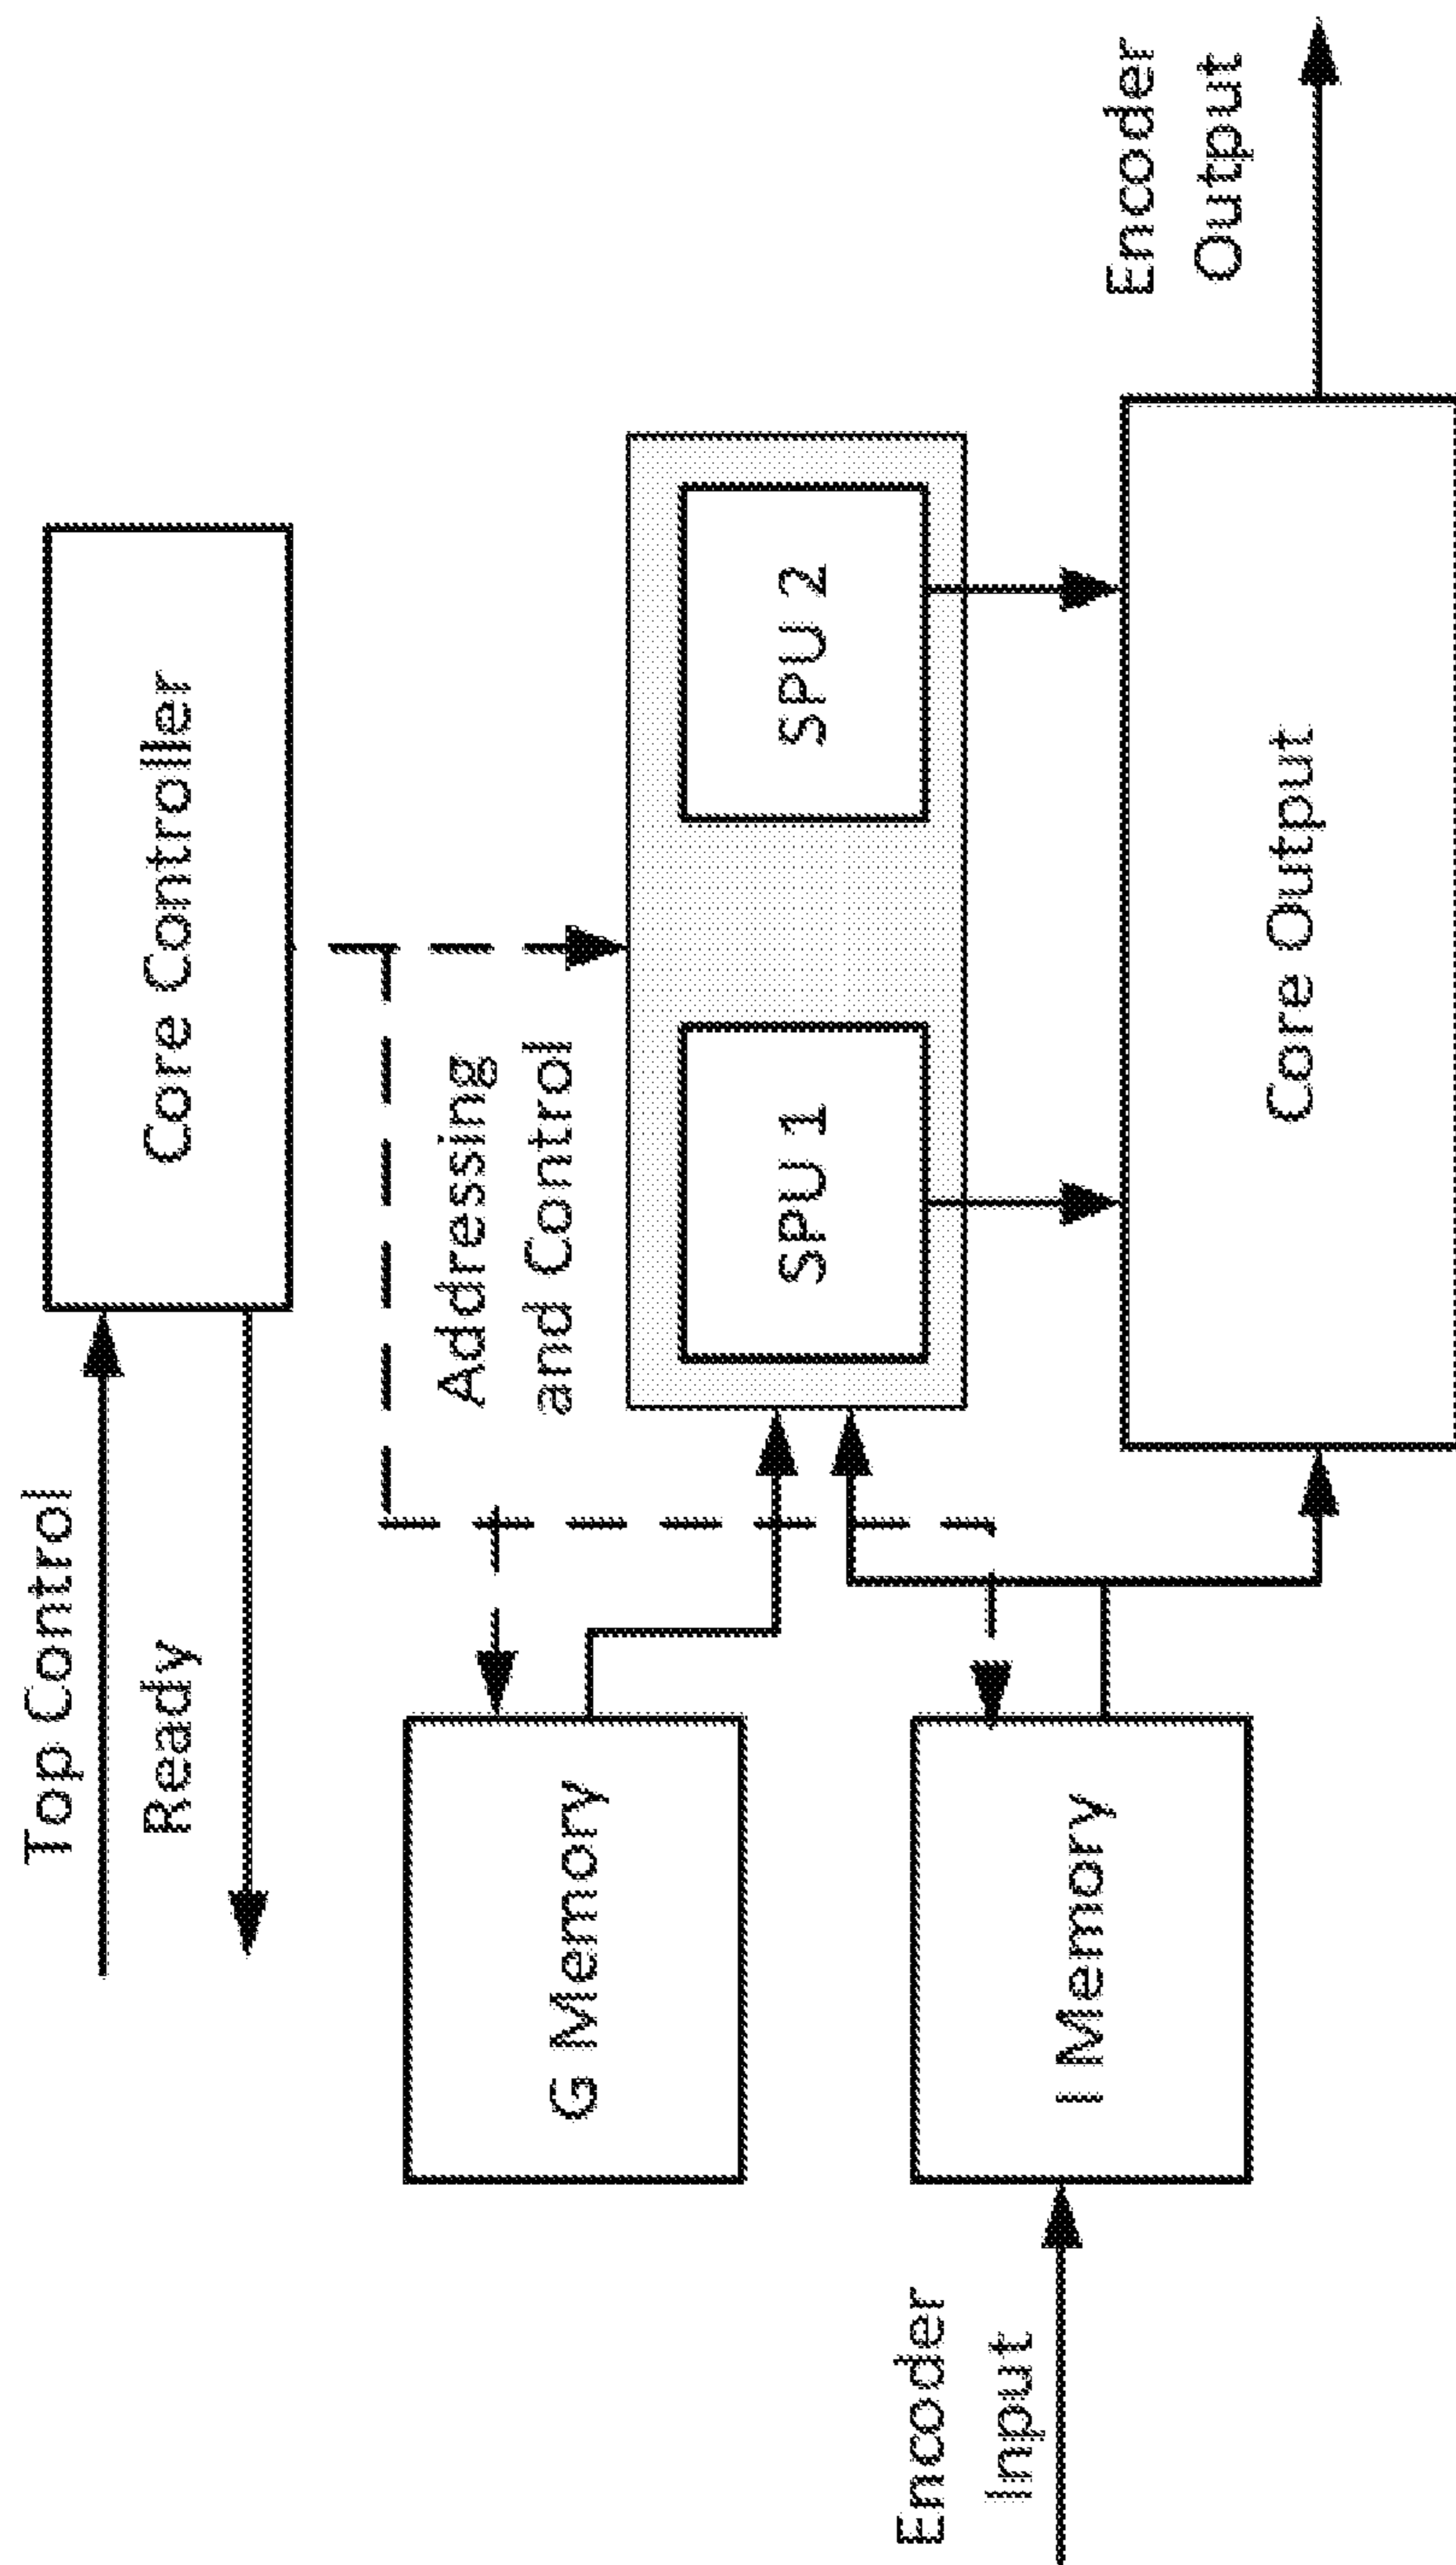 Top Control
Ready
Core Controller
Addressing
and Control
G Memory
SPU 1
SPU 2
Encoder
Input
I Memory
Core Output
Encoder
Output